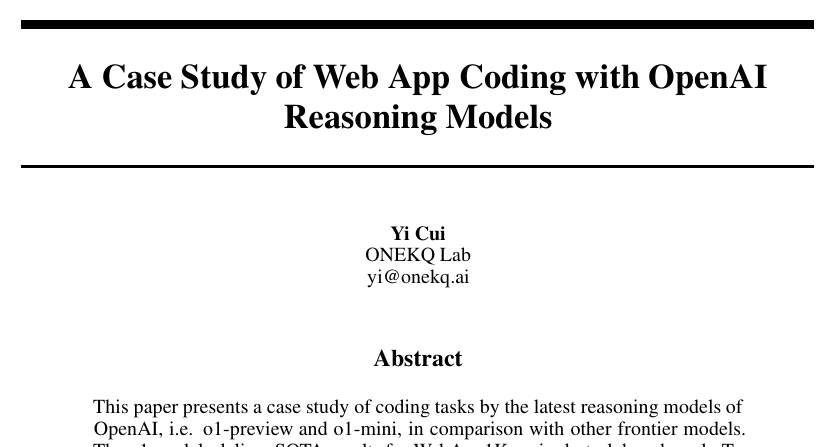 A Case Study of Web App Coding with OpenAI
Reasoning Models
Yi Cui
ONEKQ Lab
yi@onekq.ai
Abstract
This paper presents a case study of coding tasks by the latest reasoning models of
OpenAI, i.e. o1-preview and o1-mini, in comparison with other frontier models.